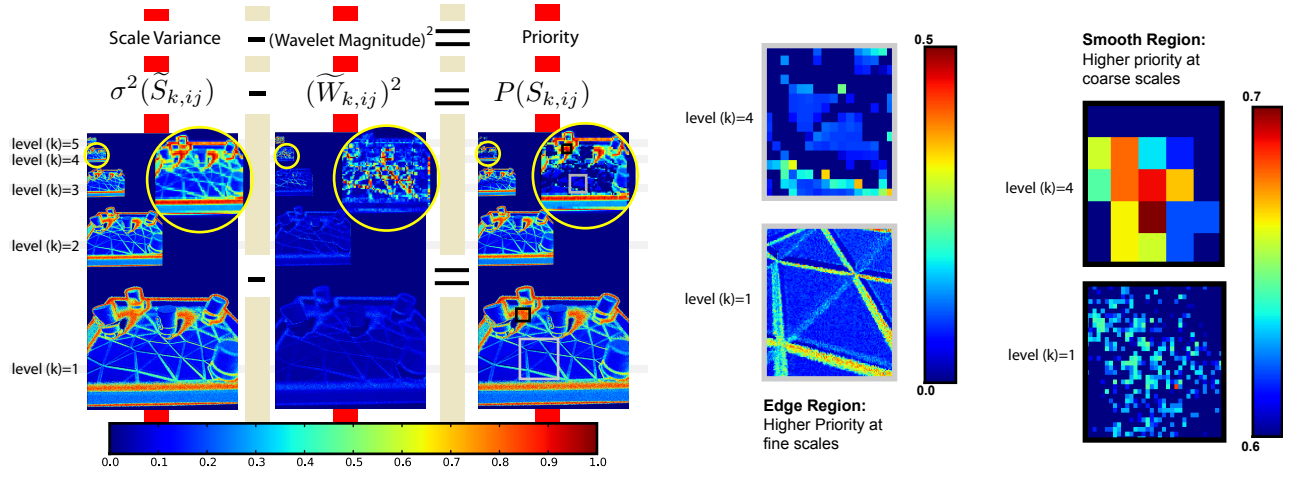 Scale Variance - (Wavelet Magnitude)² = Priority
σ²(S̃ₖ,ᵢⱼ) - (W̃ₖ,ᵢⱼ)² = P(Sₖ,ᵢⱼ)
level (k)=5
level (k)=4
level (k)=3
level (k)=2
- =
level (k)=1
0.0 0.1 0.2 0.3 0.4 0.5 0.6 0.7 0.8 0.9 1.0
level (k)=4
level (k)=1
0.5
0.0
Edge Region:
Higher Priority at
fine scales
Smooth Region:
Higher priority at
coarse scales
0.7
level (k)=4
level (k)=1
0.6